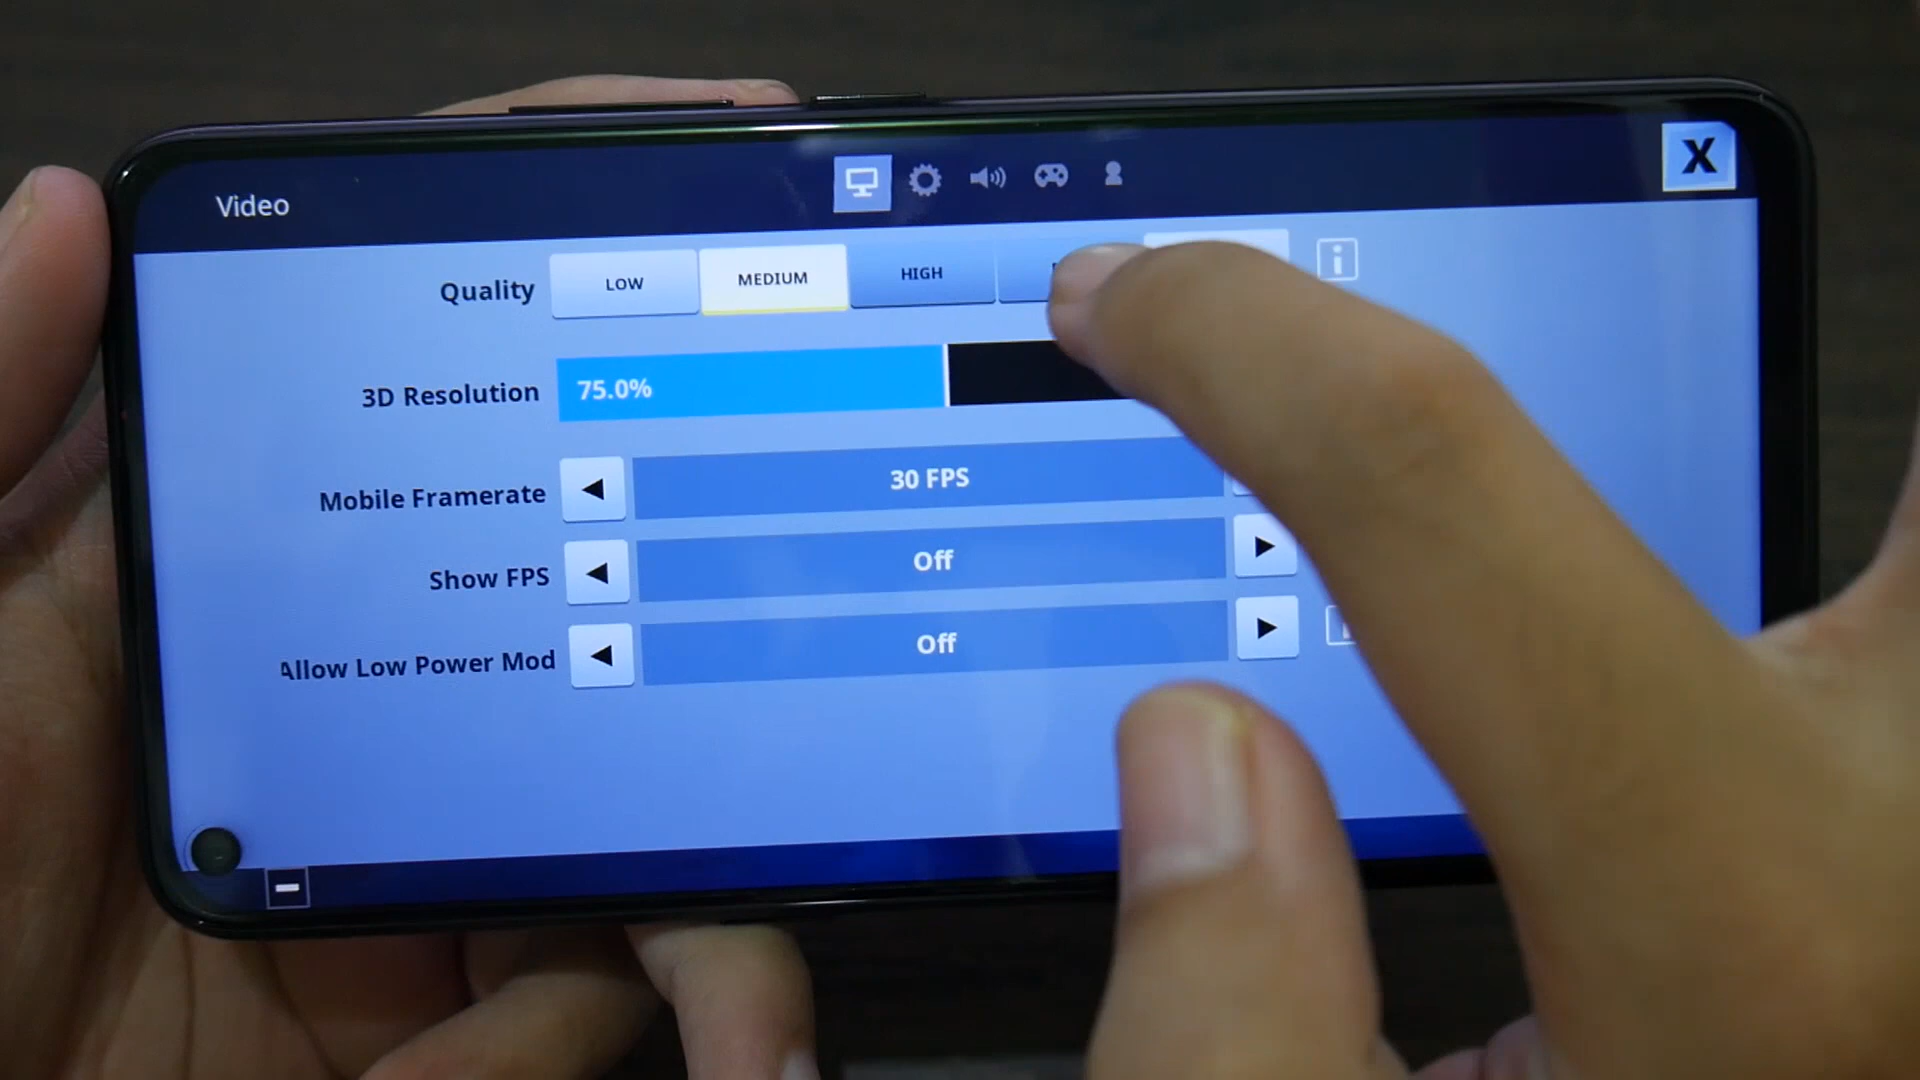 Video
X
Quality
LOW
MEDIUM
HIGH
3D Resolution
75.0%
Mobile Framerate
30 FPS
Show FPS
Off
Allow Low Power Mod
Off